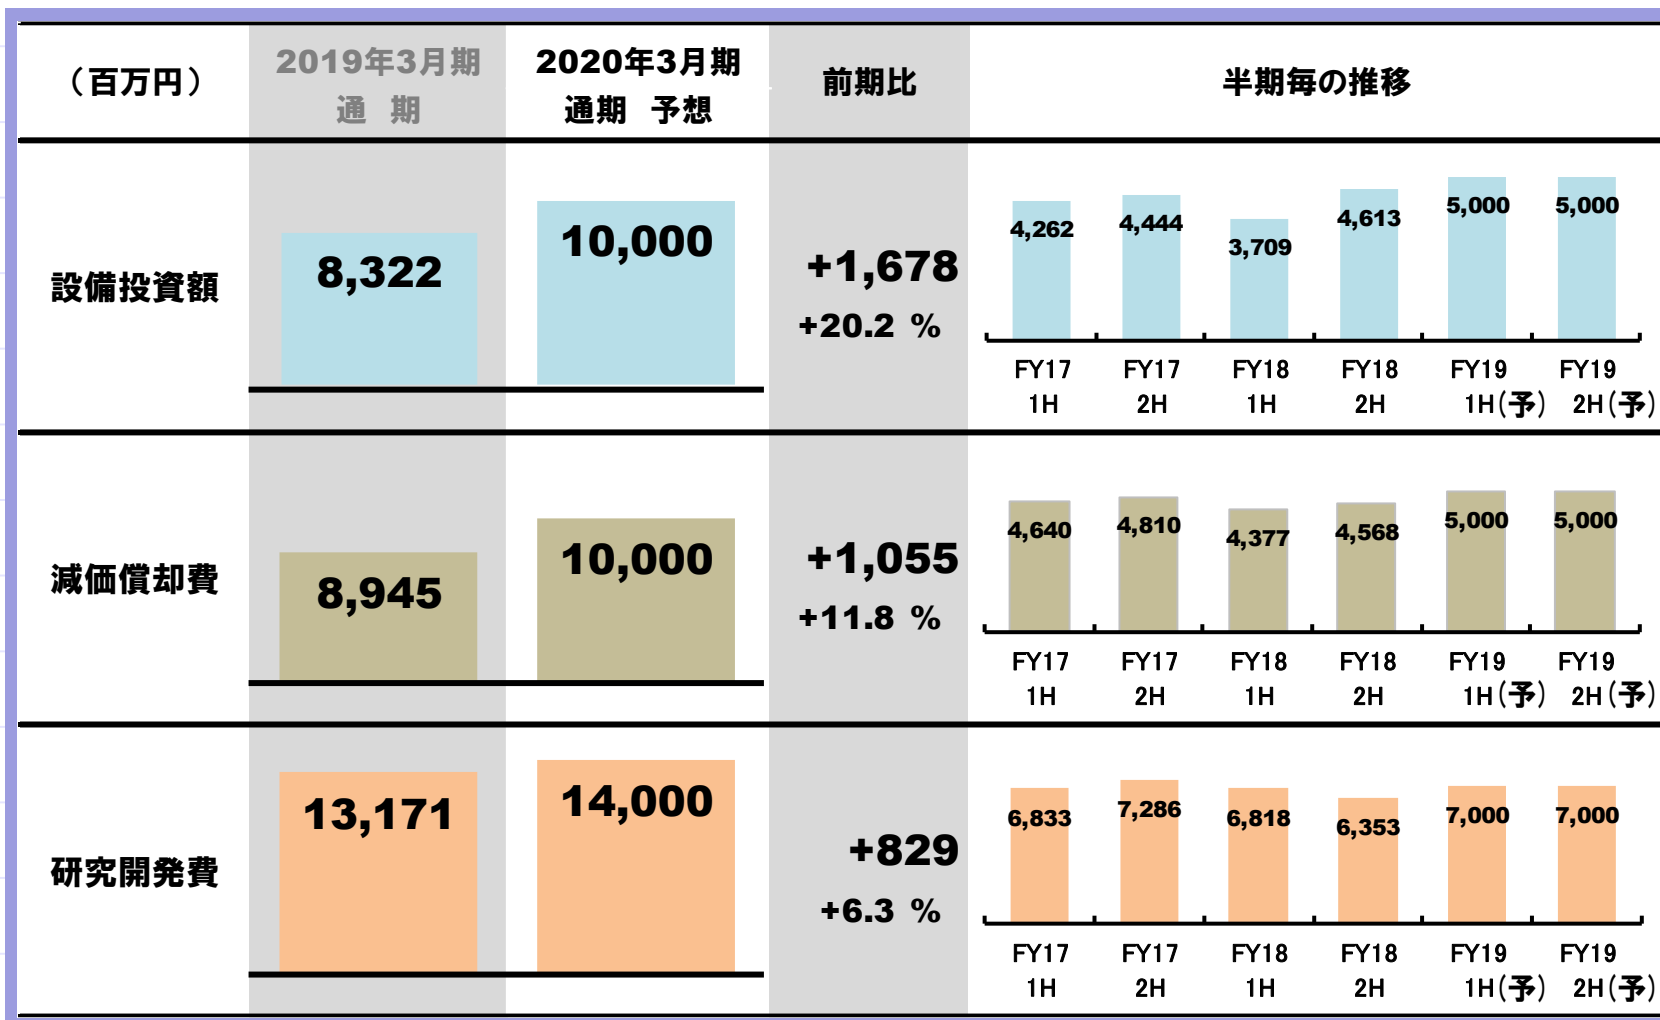 （百万円）
2019年3月期
通 期
2020年3月期
通期 予想
前期比
半期毎の推移
設備投資額
8,322
10,000
+1,678
+20.2 %
4,262
4,444
3,709
4,613
5,000
5,000
FY17
1H
FY17
2H
FY18
1H
FY18
2H
FY19
1H(予)
FY19
2H(予)
減価償却費
8,945
10,000
+1,055
+11.8 %
4,640
4,810
4,377
4,568
5,000
5,000
FY17
1H
FY17
2H
FY18
1H
FY18
2H
FY19
1H(予)
FY19
2H(予)
研究開発費
13,171
14,000
+829
+6.3 %
6,833
7,286
6,818
6,353
7,000
7,000
FY17
1H
FY17
2H
FY18
1H
FY18
2H
FY19
1H(予)
FY19
2H(予)